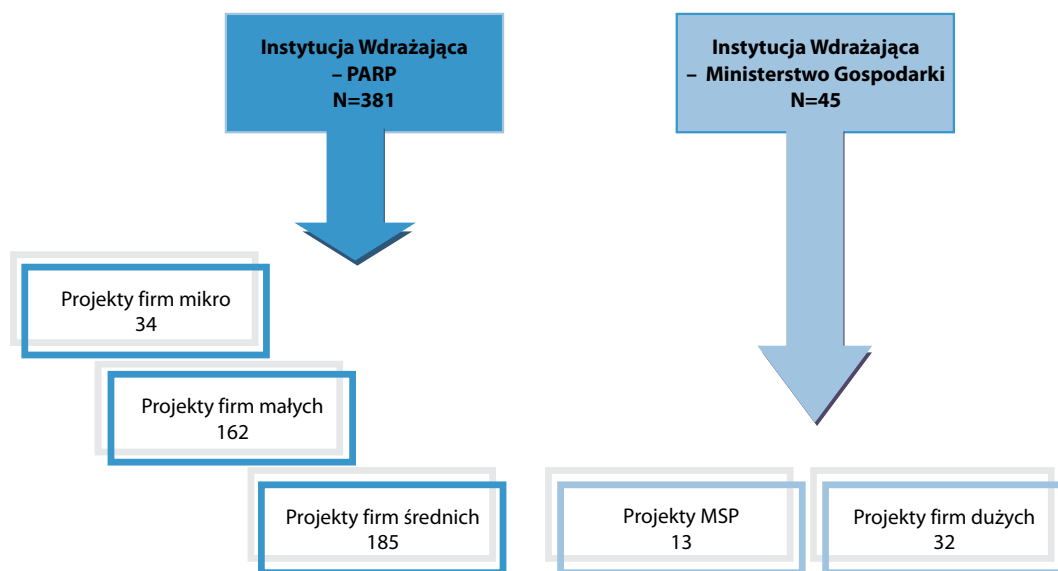 Instytucja Wdrażająca
– PARP
N=381
Instytucja Wdrażająca
– Ministerstwo Gospodarki
N=45
Projekty firm mikro
34
Projekty firm małych
162
Projekty firm średnich
185
Projekty MSP
13
Projekty firm dużych
32